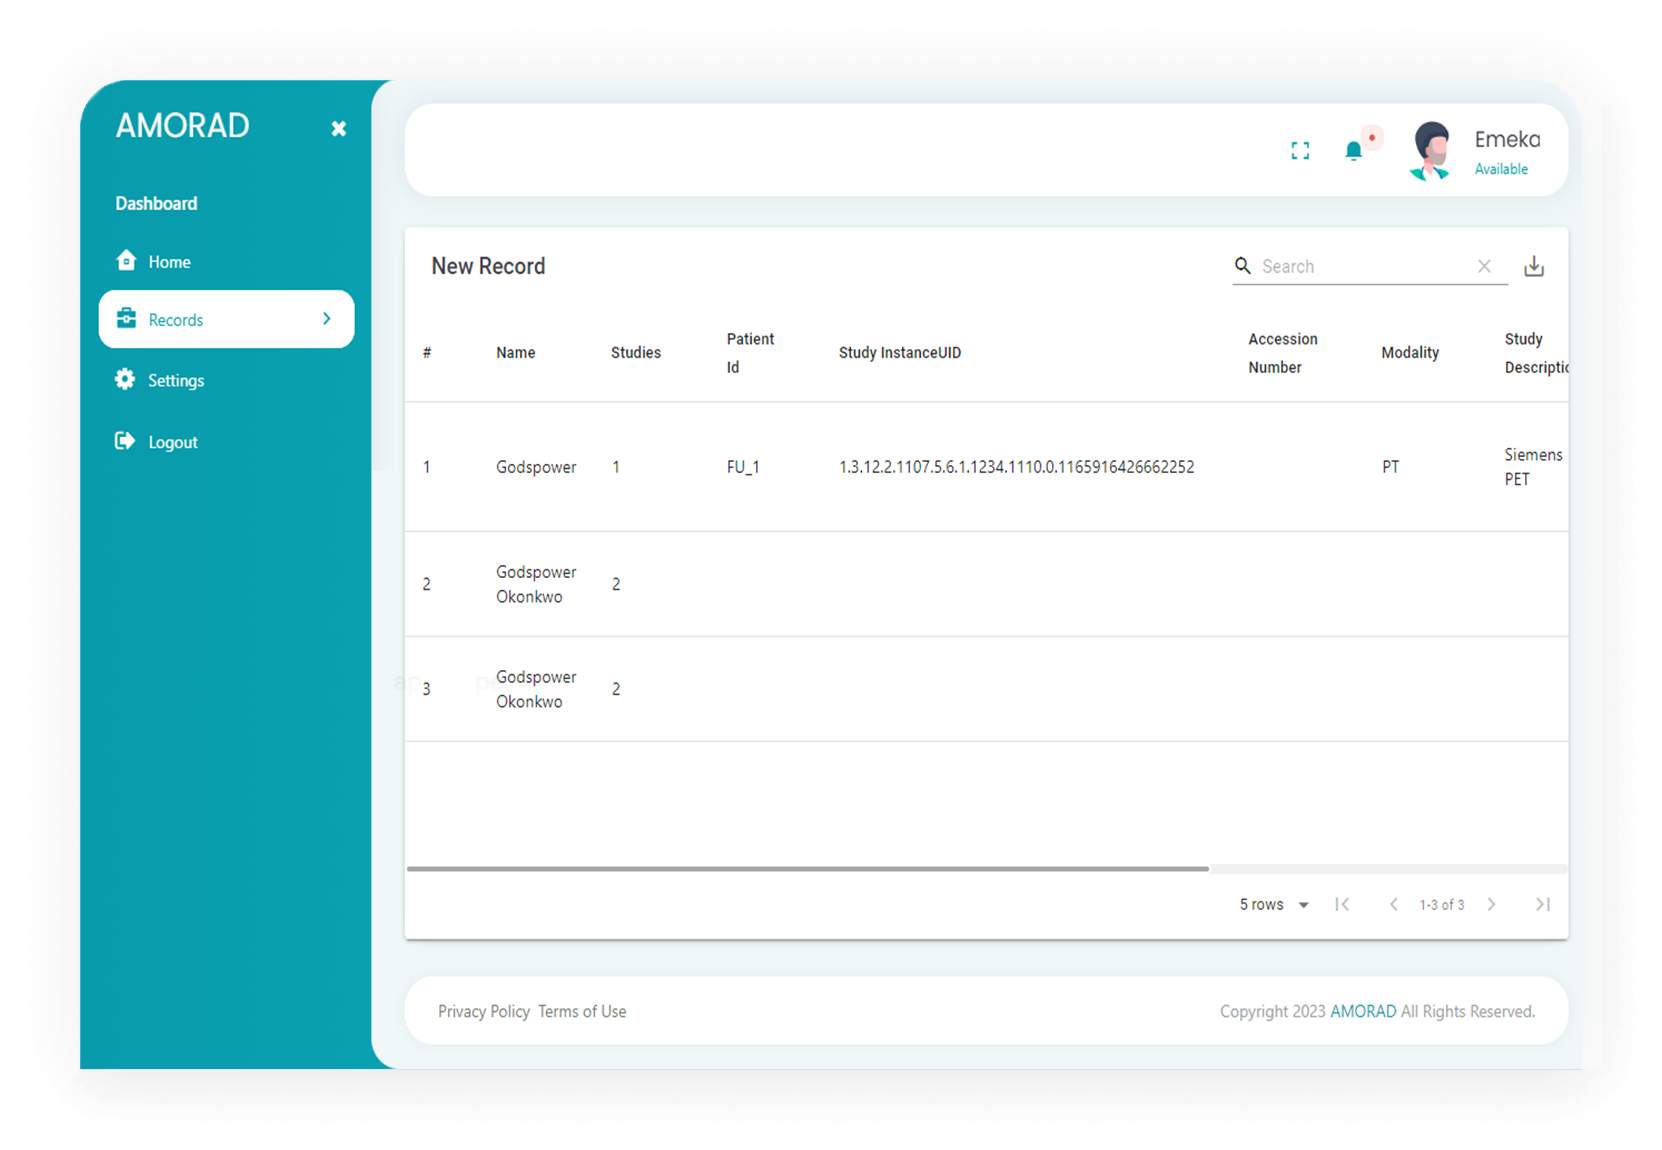 AMORAD
Dashboard
Home
Records
Settings
Logout
Emeka
Available
New Record
Search
# Name Studies Patient Id Study InstanceUID Accession Number Modality Study
1 Godspower 1 FU_1 1.3.12.2.1107.5.6.1.1234.1110.0.1165916426662252 PT Siemens PET
2 Godspower Okonkwo 2
3 Godspower Okonkwo 2
5 rows 1-3 of 3
Privacy Policy Terms of Use
Copyright 2023 AMORAD All Rights Reserved.